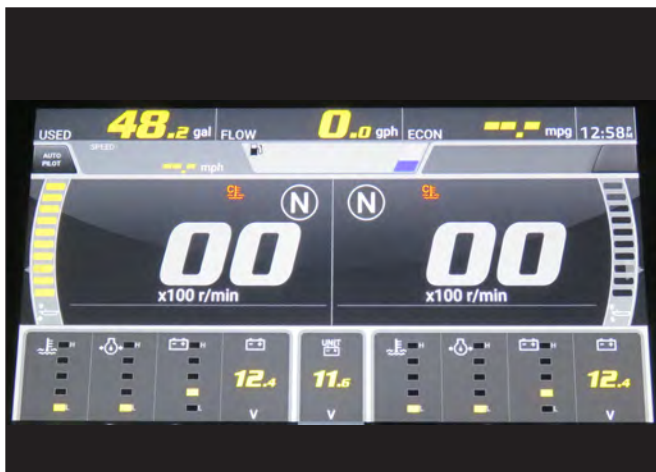 USED 48.2 gal FLOW 0.0 gph ECON --.- mpg 12:58 PM
AUTO PILOT SPEED --.- mph
C C
N N
00 00
x100 r/min x100 r/min
H H H UNIT H H H
12.4 11.6 12.4
L L L V V L L L V